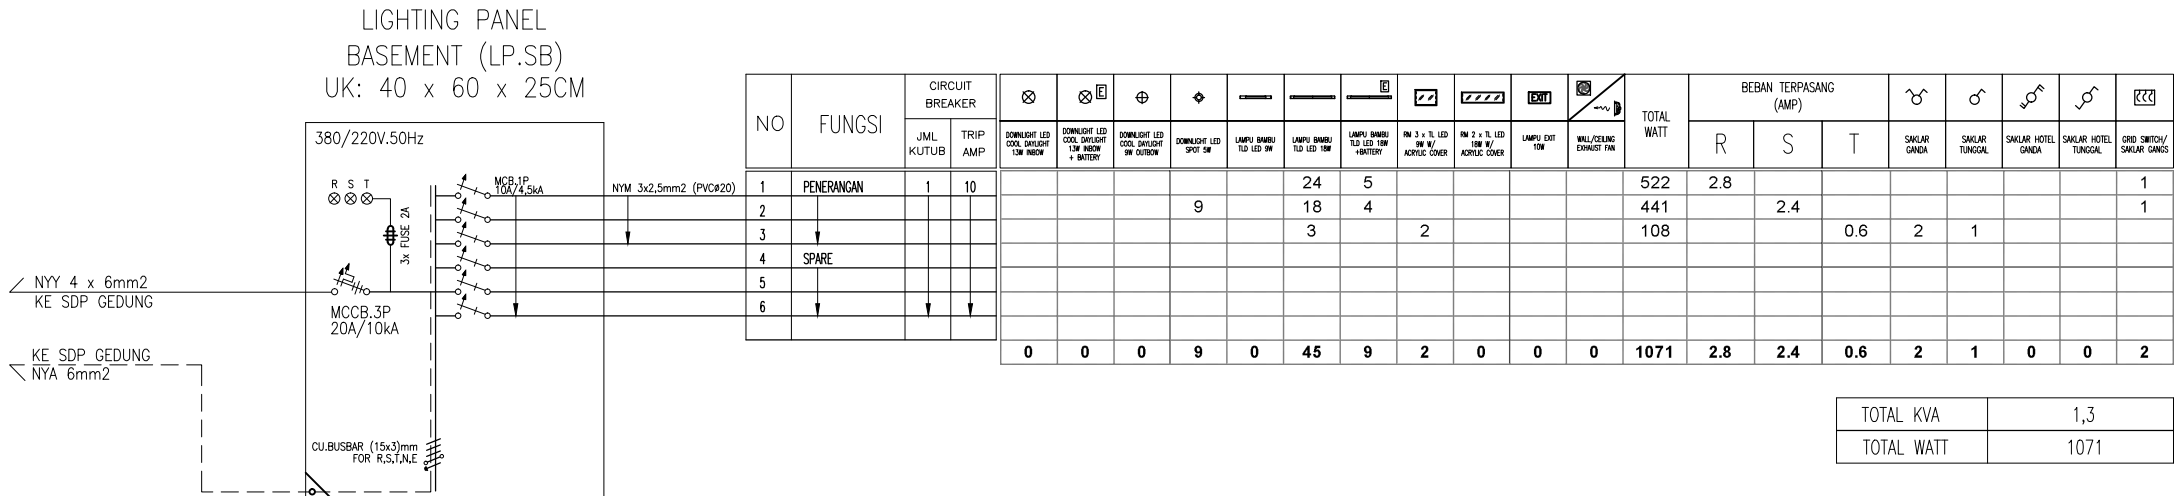 LIGHTING PANEL
BASEMENT (LP.SB)
UK: 40 x 60 x 25CM
380/220V.50Hz
R S T
3x FUSE 2A
MCB.1P
10A/4,5kA
NYM 3x2,5mm2 (PVCø20)
NYY 4 x 6mm2
KE SDP GEDUNG
MCCB.3P
20A/10kA
KE SDP GEDUNG
NYA 6mm2
CU.BUSBAR (15x3)mm
FOR R,S,T,N,E
NO
FUNGSI
CIRCUIT
BREAKER
JML
KUTUB
TRIP
AMP
E
E
EXIT
DOWNLIGHT LED
COOL DAYLIGHT
13W INBOW
DOWNLIGHT LED
COOL DAYLIGHT
13W INBOW
+ BATTERY
DOWNLIGHT LED
COOL DAYLIGHT
9W OUTBOW
DOWNLIGHT LED
SPOT 5W
LAMPU BAMBU
TLD LED 9W
LAMPU BAMBU
TLD LED 18W
LAMPU BAMBU
TLD LED 18W
+BATTERY
RM 3 x TL LED
9W W/
ACRYLIC COVER
RM 2 x TL LED
18W W/
ACRYLIC COVER
LAMPU EXIT
10W
WALL/CEILING
EXHAUST FAN
TOTAL
WATT
BEBAN TERPASANG
(AMP)
R S T
SAKLAR
GANDA
SAKLAR
TUNGGAL
SAKLAR HOTEL
GANDA
SAKLAR HOTEL
TUNGGAL
GRID SWITCH/
SAKLAR GANGS
1 PENERANGAN 1 10 24 5 522 2.8 1
2 9 18 4 441 2.4 1
3 3 2 108 0.6 2 1
4 SPARE
5
6
0 0 0 9 0 45 9 2 0 0 0 1071 2.8 2.4 0.6 2 1 0 0 2
TOTAL KVA 1,3
TOTAL WATT 1071